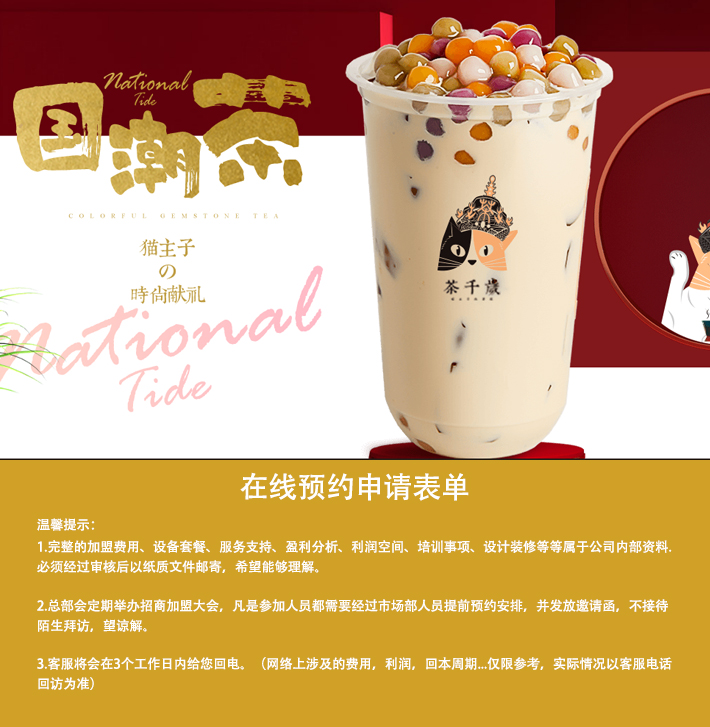 National
Tide
国潮茶
COLORFUL GEMSTONE TEA
猫主子
の
時尚献礼
National
Tide
茶千歲
在线预约申请表单
温馨提示：
1.完整的加盟费用、设备套餐、服务支持、盈利分析、利润空间、培训事项、设计装修等等属于公司内部资料.
必须经过审核后以纸质文件邮寄，希望能够理解。
2.总部会定期举办招商加盟大会，凡是参加人员都需要经过市场部人员提前预约安排，并发放邀请函，不接待
陌生拜访，望谅解。
3.客服将会在3个工作日内给您回电。（网络上涉及的费用，利润，回本周期...仅限参考，实际情况以客服电话
回访为准）